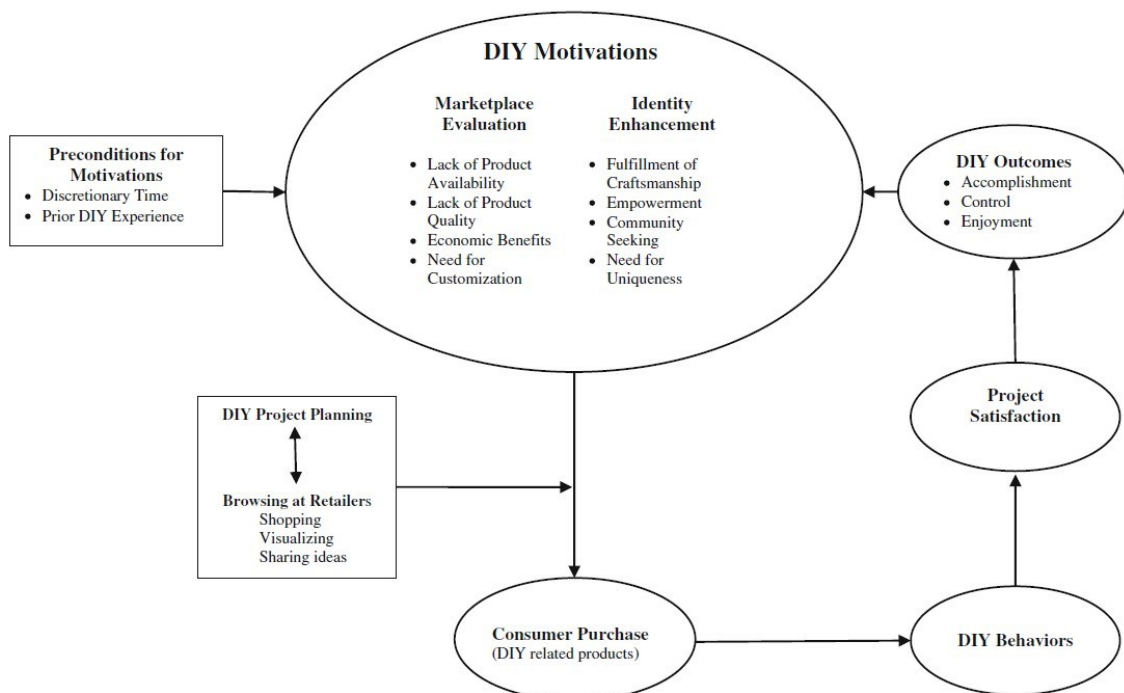 DIY Motivations
Marketplace
Evaluation
• Lack of Product
Availability
• Lack of Product
Quality
• Economic Benefits
• Need for
Customization
Identity
Enhancement
• Fulfillment of
Craftsmanship
• Empowerment
• Community
Seeking
• Need for
Uniqueness
Preconditions for
Motivations
• Discretionary Time
• Prior DIY Experience
DIY Outcomes
• Accomplishment
• Control
• Enjoyment
DIY Project Planning
Browsing at Retailers
Shopping
Visualizing
Sharing ideas
Project
Satisfaction
Consumer Purchase
(DIY related products)
DIY Behaviors